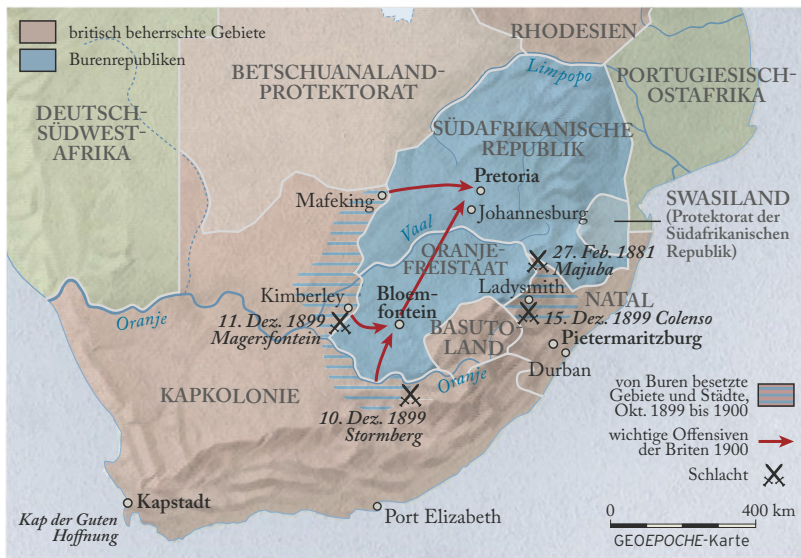 britisch beherrschte Gebiete
Burenrepubliken
RHODESIEN
BETSCHUANALAND-
PROTEKTORAT
Limpopo
PORTUGIESISCH-
OSTAFRIKA
DEUTSCH-
SÜDWEST-
AFRIKA
SÜDAFRIKANISCHE
REPUBLIK
Pretoria
Mafeking
Johannesburg
SWASILAND
(Protektorat der
Südafrikanischen
Republik)
Vaal
ORANJE-
FREISTAAT
27. Feb. 1881
Majuba
Ladysmith
Kimberley
Bloem-
fontein
NATAL
Oranje
11. Dez. 1899
Magersfontein
BASUTO-
LAND
15. Dez. 1899 Colenso
Pietermaritzburg
Durban
KAPKOLONIE
Oranje
10. Dez. 1899
Stormberg
von Buren besetzte
Gebiete und Städte,
Okt. 1899 bis 1900
wichtige Offensiven
der Briten 1900
Schlacht
Kapstadt
Kap der Guten
Hoffnung
Port Elizabeth
0 400 km
GEOEPOCHE-Karte